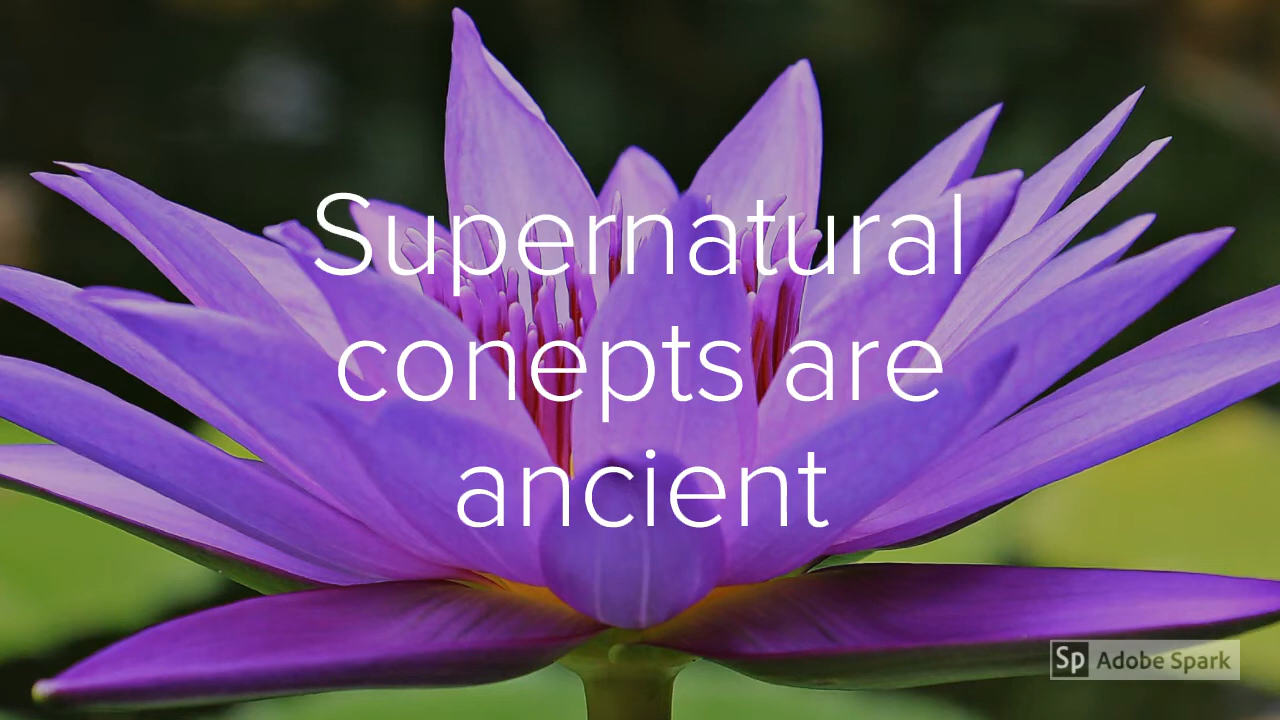 Supernatural
conepts are
ancient
Sp Adobe Spark